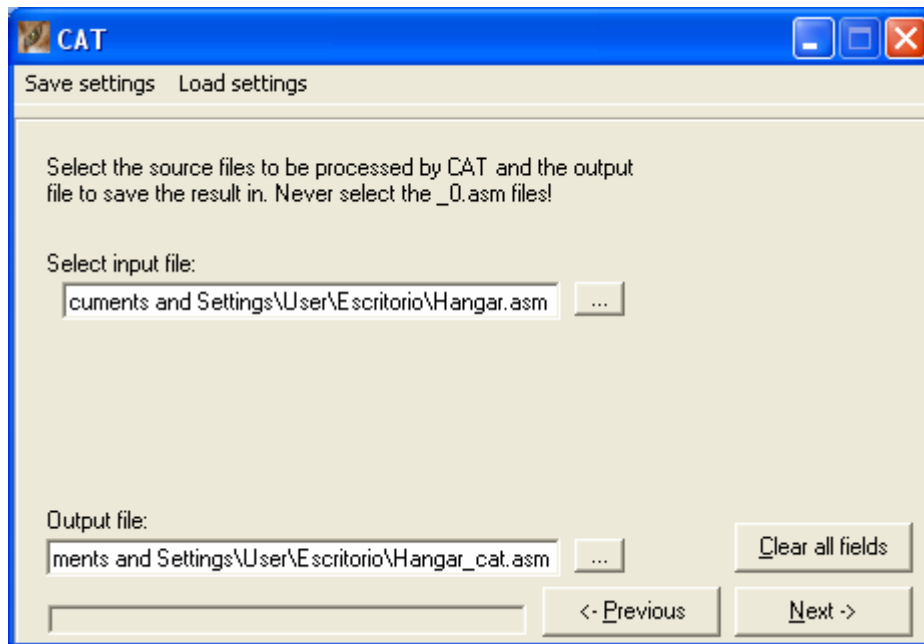 CAT
Save settings Load settings
Select the source files to be processed by CAT and the output
file to save the result in. Never select the _0.asm files!
Select input file:
cuments and Settings\User\Escritorio\Hangar.asm ...
Output file:
ments and Settings\User\Escritorio\Hangar_cat.asm ...
Clear all fields
<- Previous Next ->